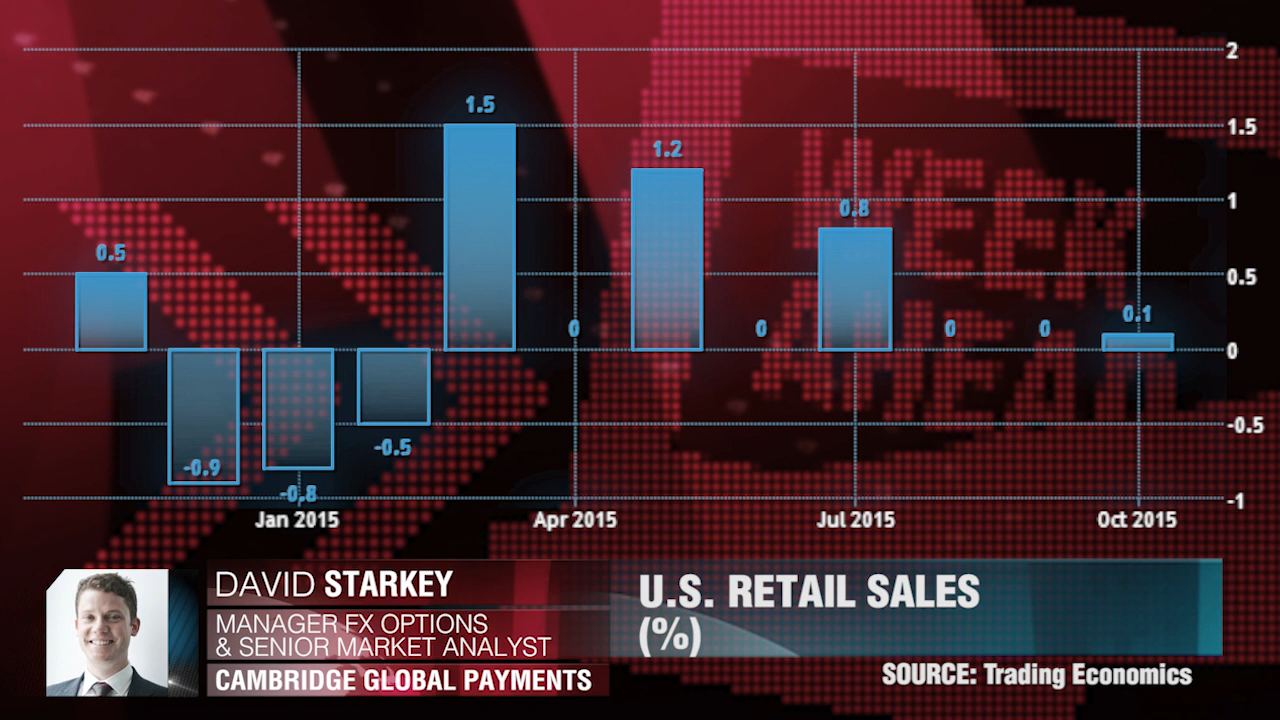 2
1.5
1.5
1.2
1
0.8
0.5
0.5
0
0
0
0
0.1
0
-0.5
-0.5
-0.9
-0.8
-1
Jan 2015 Apr 2015 Jul 2015 Oct 2015
WEEK
AHEAD
DAVID STARKEY
MANAGER FX OPTIONS
& SENIOR MARKET ANALYST
CAMBRIDGE GLOBAL PAYMENTS
U.S. RETAIL SALES
(%)
SOURCE: Trading Economics